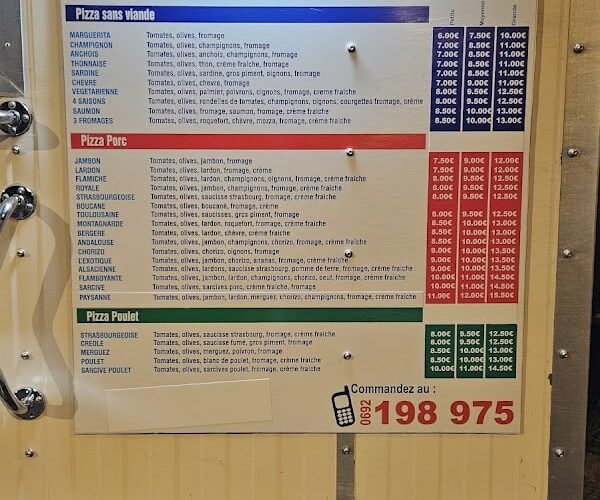 Pizza sans viande Petite Moyenne Grande
MARGUERITA Tomates, olives, fromage 6.00€ 7.50€ 10.00€
CHAMPIGNON Tomates, olives, champignons, fromage 7.00€ 8.50€ 11.00€
ANCHOIS Tomates, olives, anchois, fromage 7.00€ 8.50€ 11.00€
THONNAISE Tomates, olives, thon, crème fraiche, fromage 7.00€ 8.50€ 11.00€
SARDINE Tomates, olives, sardine, gros piment, oignons, fromage 7.00€ 8.50€ 11.00€
CHEVRE Tomates, olives, chevre, fromage 7.00€ 9.00€ 11.00€
VEGETARIENNE Tomates, olives, palmier, poivrons, oignons, fromage, creme fraiche 8.00€ 9.50€ 12.50€
4 SAISONS Tomates, olives, rondelles de tomates, champignons, oignons, courgettes fromage, crème 8.00€ 9.50€ 12.50€
SAUMON Tomates, olives, fromage, saumon, fromage, crème fraiche 8.50€ 10.00€ 13.00€
3 FROMAGES Tomates, olives, roquefort, chèvre, mozza, fromage, crème fraiche 8.50€ 10.00€ 13.00€
Pizza Porc
JAMBON Tomates, olives, jambon, fromage 7.50€ 9.00€ 12.00€
LARDON Tomates, olives, lardon, fromage, crème 7.50€ 9.00€ 12.00€
FLAMICHE Tomates, olives, lardon, champignons, oignons, fromage, crème fraiche 8.00€ 9.50€ 12.50€
ROYALE Tomates, olives, jambon, champignons, fromage, crème fraiche 8.00€ 9.50€ 12.50€
STRASBOURGEOISE Tomates, olives, saucisse strasbourg, fromage, crème fraiche 8.00€ 9.50€ 12.50€
BOUCANE Tomates, olives, boucané, fromage, crème
TOULOUSAINE Tomates, olives, saucisses, gros piment, fromage 8.00€ 9.50€ 12.50€
MONTAGNARDE Tomates, olives, lardon, roquefort, fromage, crème fraiche 8.50€ 10.00€ 13.00€
BERGERE Tomates, olives, lardon, chèvre, crème fraiche, fromage 8.50€ 10.00€ 13.00€
ANDALOUSE Tomates, olives, jambon, champignons, chorizo, fromage, crème fraiche 8.50€ 10.00€ 13.00€
CHORIZO Tomates, olives, chorizo, oignons, fromage 9.00€ 10.00€ 13.50€
L'EXOTIQUE Tomates, olives, jambon, chorizo, ananas, fromage, crème fraiche 9.00€ 10.00€ 13.50€
ALSACIENNE Tomates, olives, lardons, saucisse strasbourg, pomme de terre, fromage, crème fraiche 9.00€ 10.00€ 13.50€
FLAMBOYANTE Tomates, olives, jambon, lardon, champignons, chorizo, oeuf, fromage, crème fraiche 10.00€ 11.00€ 14.50€
SARCIVE Tomates, olives, sarcives porc, crème fraiche, fromage 10.00€ 11.00€ 14.50€
PAYSANNE Tomates, olives, jambon, lardon, merguez, chorizo, champignons, fromage, crème fraiche 11.00€ 12.00€ 15.50€
Pizza Poulet
STRASBOURGEOISE Tomates, olives, saucisse strasbourg, fromage, crème fraiche 8.00€ 9.50€ 12.50€
CREOLE Tomates, olives, saucisse fumé, gros piment, fromage 8.00€ 9.50€ 12.50€
MERGUEZ Tomates, olives, merguez, poivron, fromage 8.50€ 10.00€ 13.00€
POULET Tomates, olives, blanc de poulet, fromage, crème fraiche 8.50€ 10.00€ 13.00€
SARCIVE POULET Tomates, olives, sarcives poulet, fromage, crème fraiche 10.00€ 11.00€ 14.50€
Commandez au :
0692 198 975